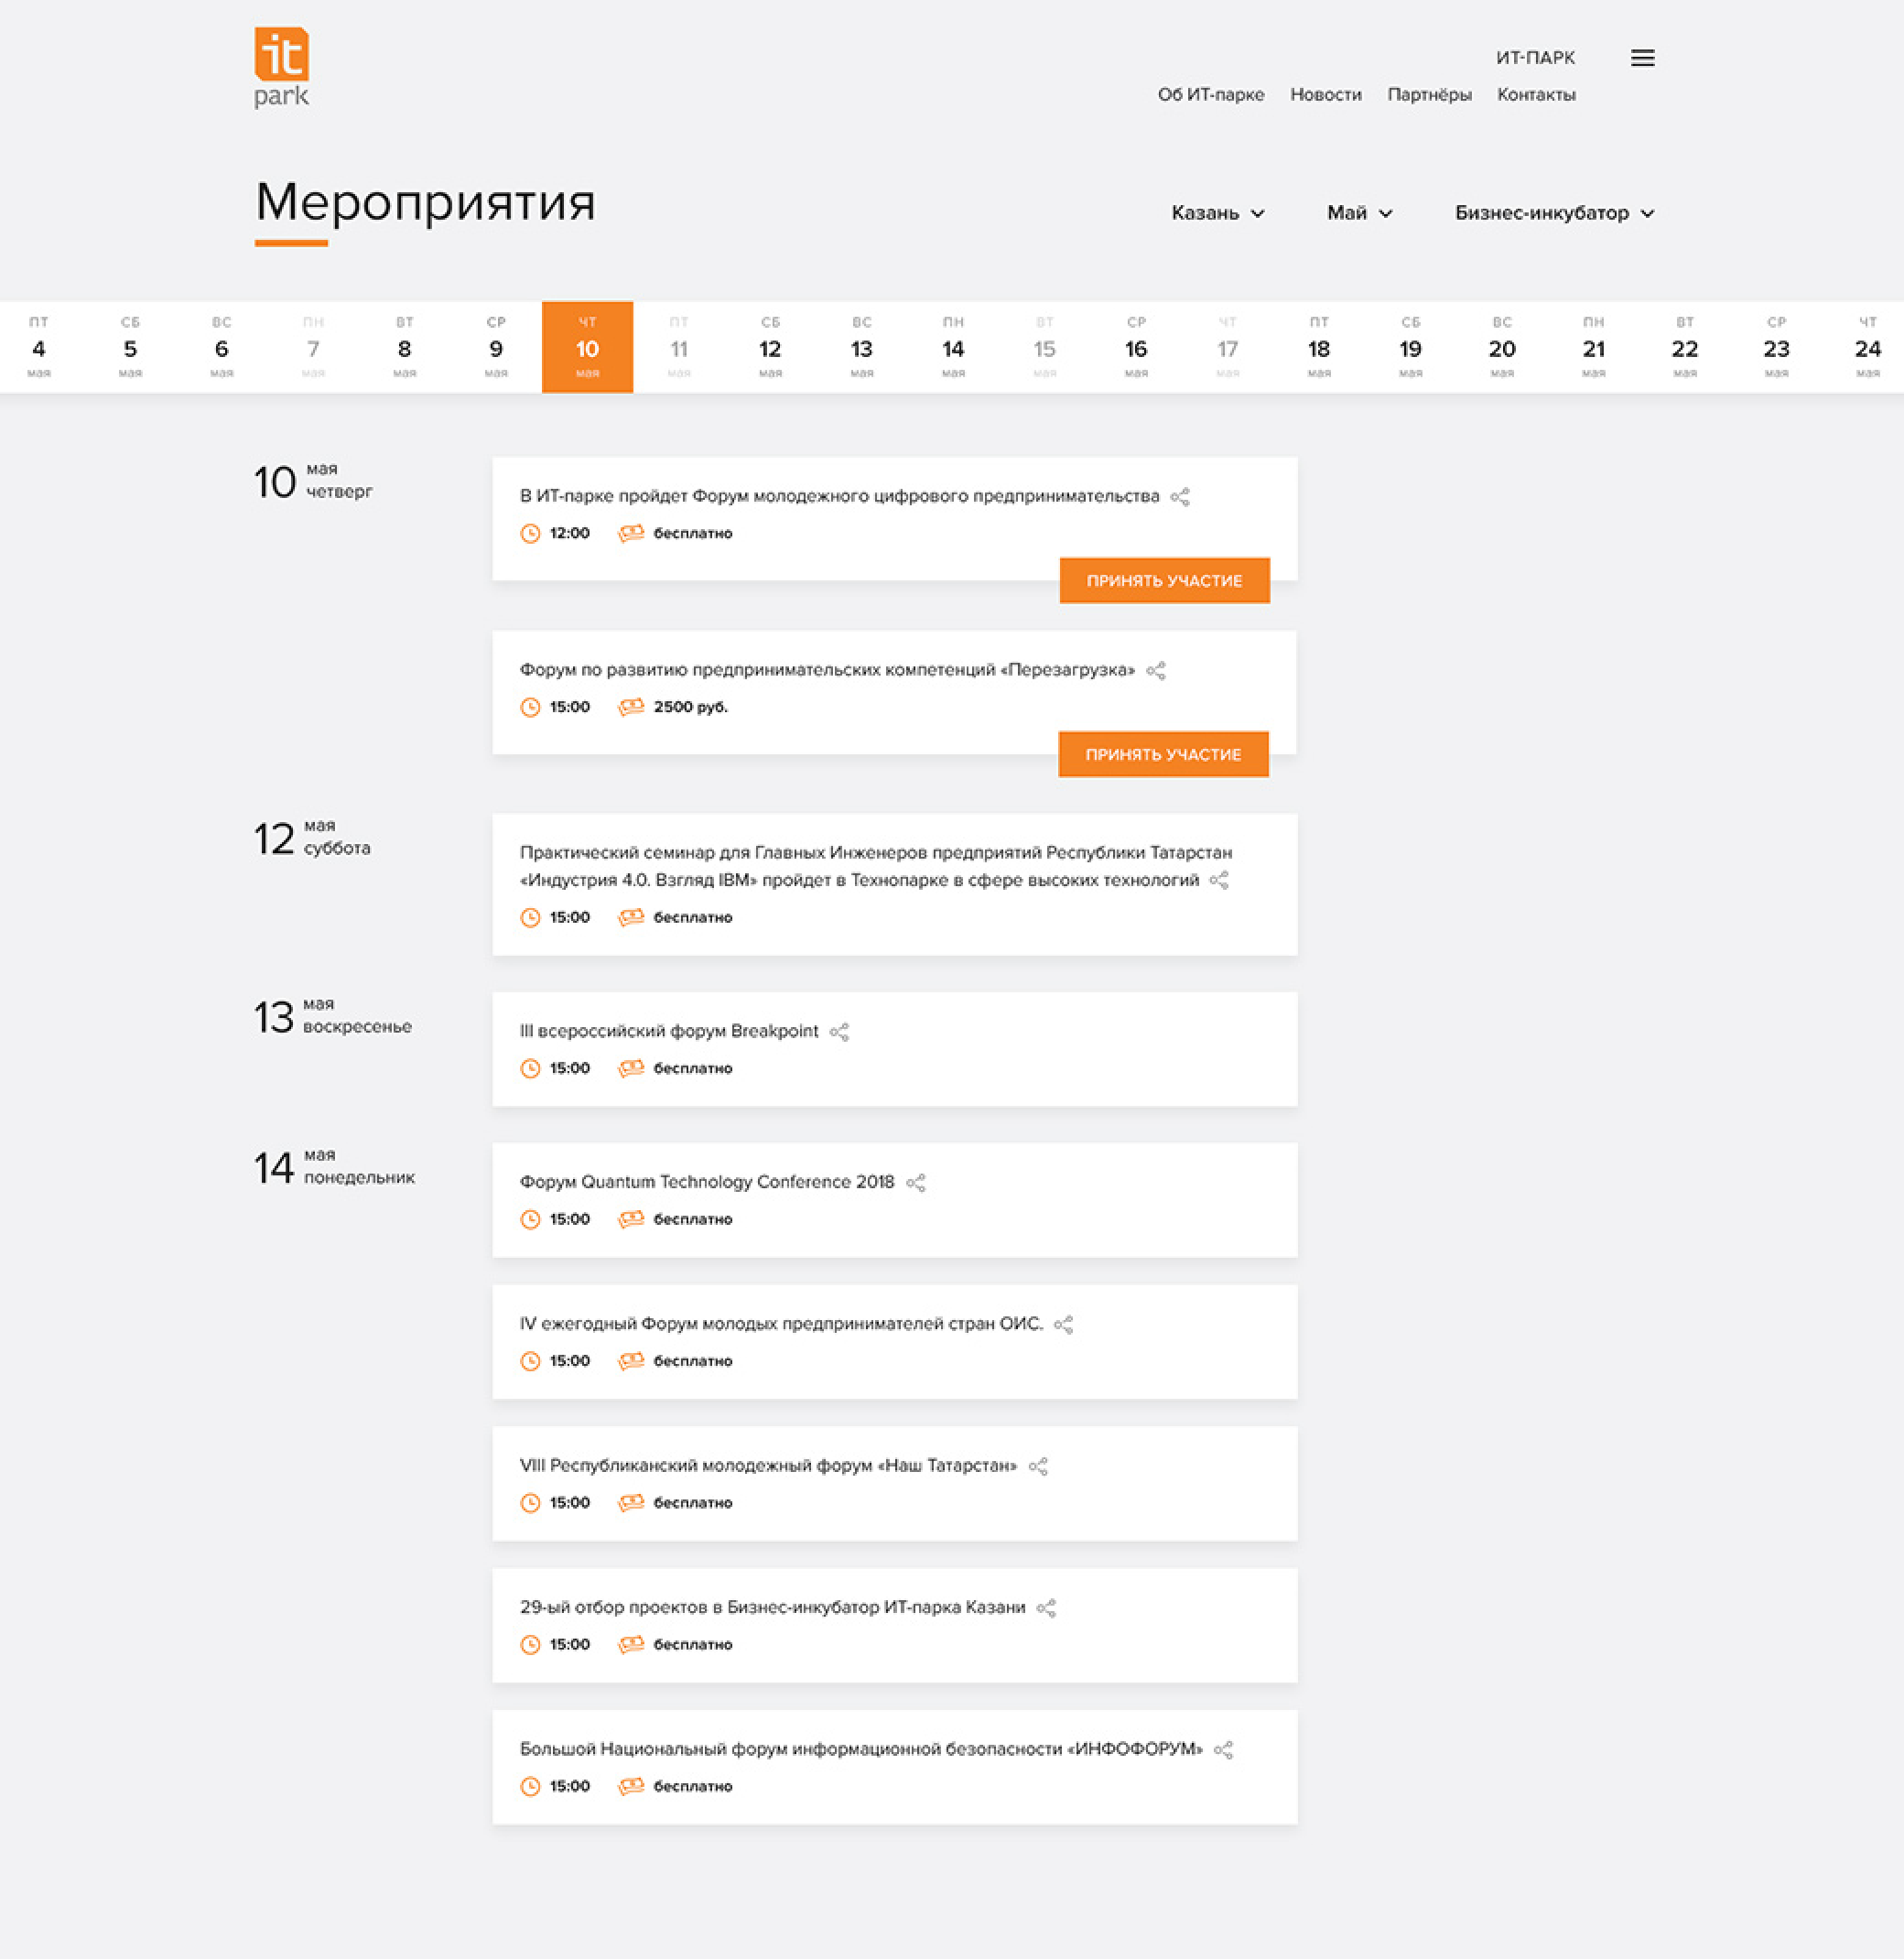 it
park
ИТ-ПАРК
Об ИТ-парке Новости Партнёры Контакты
Мероприятия
Казань Май Бизнес-инкубатор
ПТ СБ ВС ПН ВТ СР ЧТ ПТ СБ ВС ПН ВТ СР ЧТ ПТ СБ ВС ПН ВТ СР ЧТ
4 5 6 7 8 9 10 11 12 13 14 15 16 17 18 19 20 21 22 23 24
мая мая мая мая мая мая мая мая мая мая мая мая мая мая мая мая мая мая мая мая мая
10 мая
четверг
В ИТ-парке пройдет Форум молодежного цифрового предпринимательства
12:00 бесплатно
ПРИНЯТЬ УЧАСТИЕ
Форум по развитию предпринимательских компетенций «Перезагрузка»
15:00 2500 руб.
ПРИНЯТЬ УЧАСТИЕ
12 мая
суббота
Практический семинар для Главных Инженеров предприятий Республики Татарстан
«Индустрия 4.0. Взгляд IBM» пройдет в Технопарке в сфере высоких технологий
15:00 бесплатно
13 мая
воскресенье
III всероссийский форум Breakpoint
15:00 бесплатно
14 мая
понедельник
Форум Quantum Technology Conference 2018
15:00 бесплатно
IV ежегодный Форум молодых предпринимателей стран ОИС.
15:00 бесплатно
VIII Республиканский молодежный форум «Наш Татарстан»
15:00 бесплатно
29-ый отбор проектов в Бизнес-инкубатор ИТ-парка Казани
15:00 бесплатно
Большой Национальный форум информационной безопасности «ИНФОФОРУМ»
15:00 бесплатно